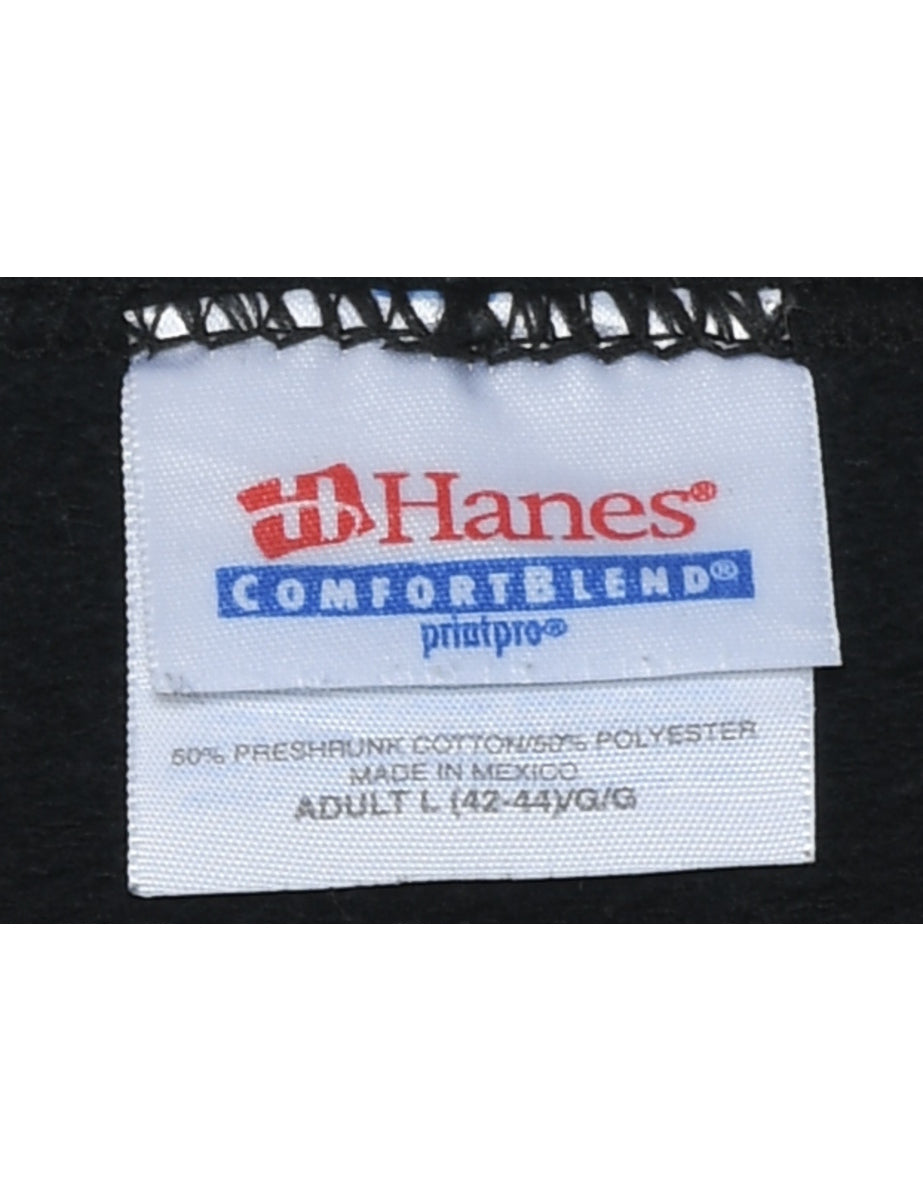 Hanes®
COMFORTBLEND®
printpro®
50% PRESHRUNK COTTON/50% POLYESTER
MADE IN MEXICO
ADULT L (42-44)/G/G